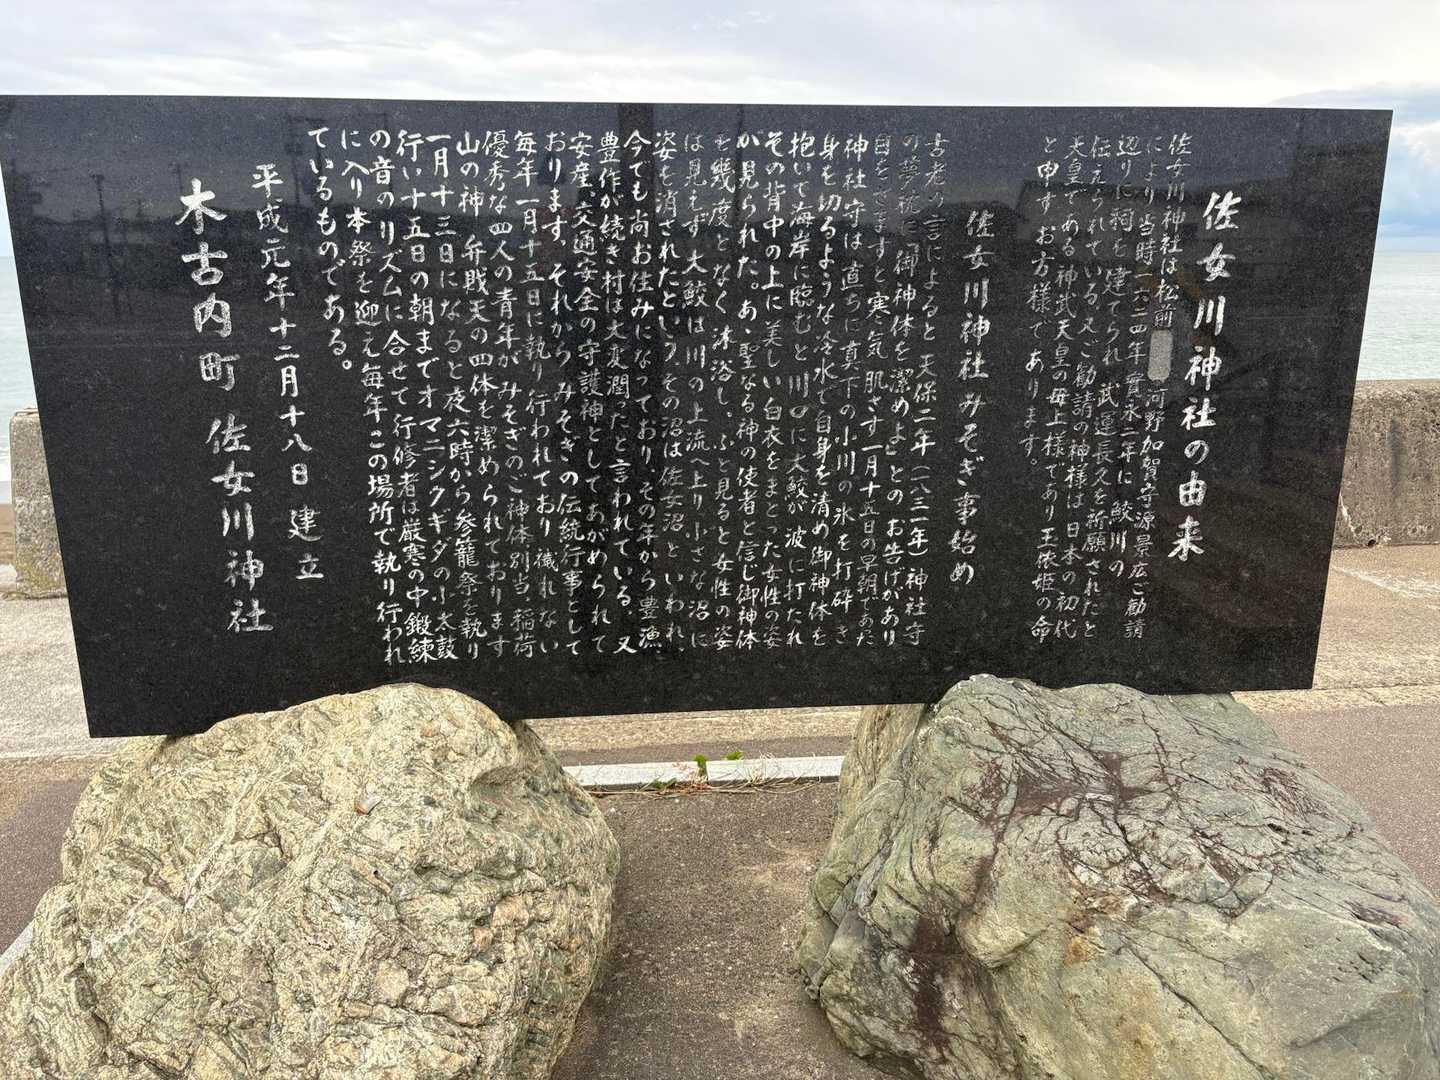 佐女川神社の由来
佐女川神社は松前 河野加賀守源景広ご勧請
により当時一六二四年寛永二年に 鮫川の
辺りに祠を建てられ武運長久を祈願されたと
伝えられている又ご勧請の神様は日本の初代
天皇である神武天皇の母上様であり玉依姫の命
と申すお方様であります。
佐女川神社みそぎ事始め
古老の言によると天保二年(一八三一年)神社守
の夢枕に「御神体を潔めよ」とのお告げがあり
目をさますと寒気肌さす一月十五日の早朝であた
神社守は直ちに真下の小川の氷を打砕き
身を切るような冷水で自身を清め御神体を
抱いて海岸に臨むと川口に大鮫が波に打たれ
その背中の上に美しい白衣をまとった女性の姿
が見られた。あゝ聖なる神の使者と信じ御神体
を幾度となく沐浴し、ふと見ると女性の姿
は見えず大鮫は川の上流へ上り小さな沼に
姿を消されたという。その沼は佐女沼といわれ、
今でも尚お住みになっており、その年から豊漁、
豊作が続き村は大変潤ったと言われている。又
安産、交通安全の守護神としてあがめられて
おります。それからみそぎの伝統行事として
毎年一月十五日に執り行われており穢れない
優秀な四人の青年がみそぎのご神体別当、稲荷
山の神、弁財天の四体を潔められております
一月十三日になると夜六時から参籠祭を執り
行い十五日の朝までオマニシクギダの小太鼓
の音のリズムに合せて行修者は厳寒の中鍛練
に入り本祭を迎え毎年この場所で執り行われ
ているものである。
平成元年十二月十八日 建立
木古内町 佐女川神社